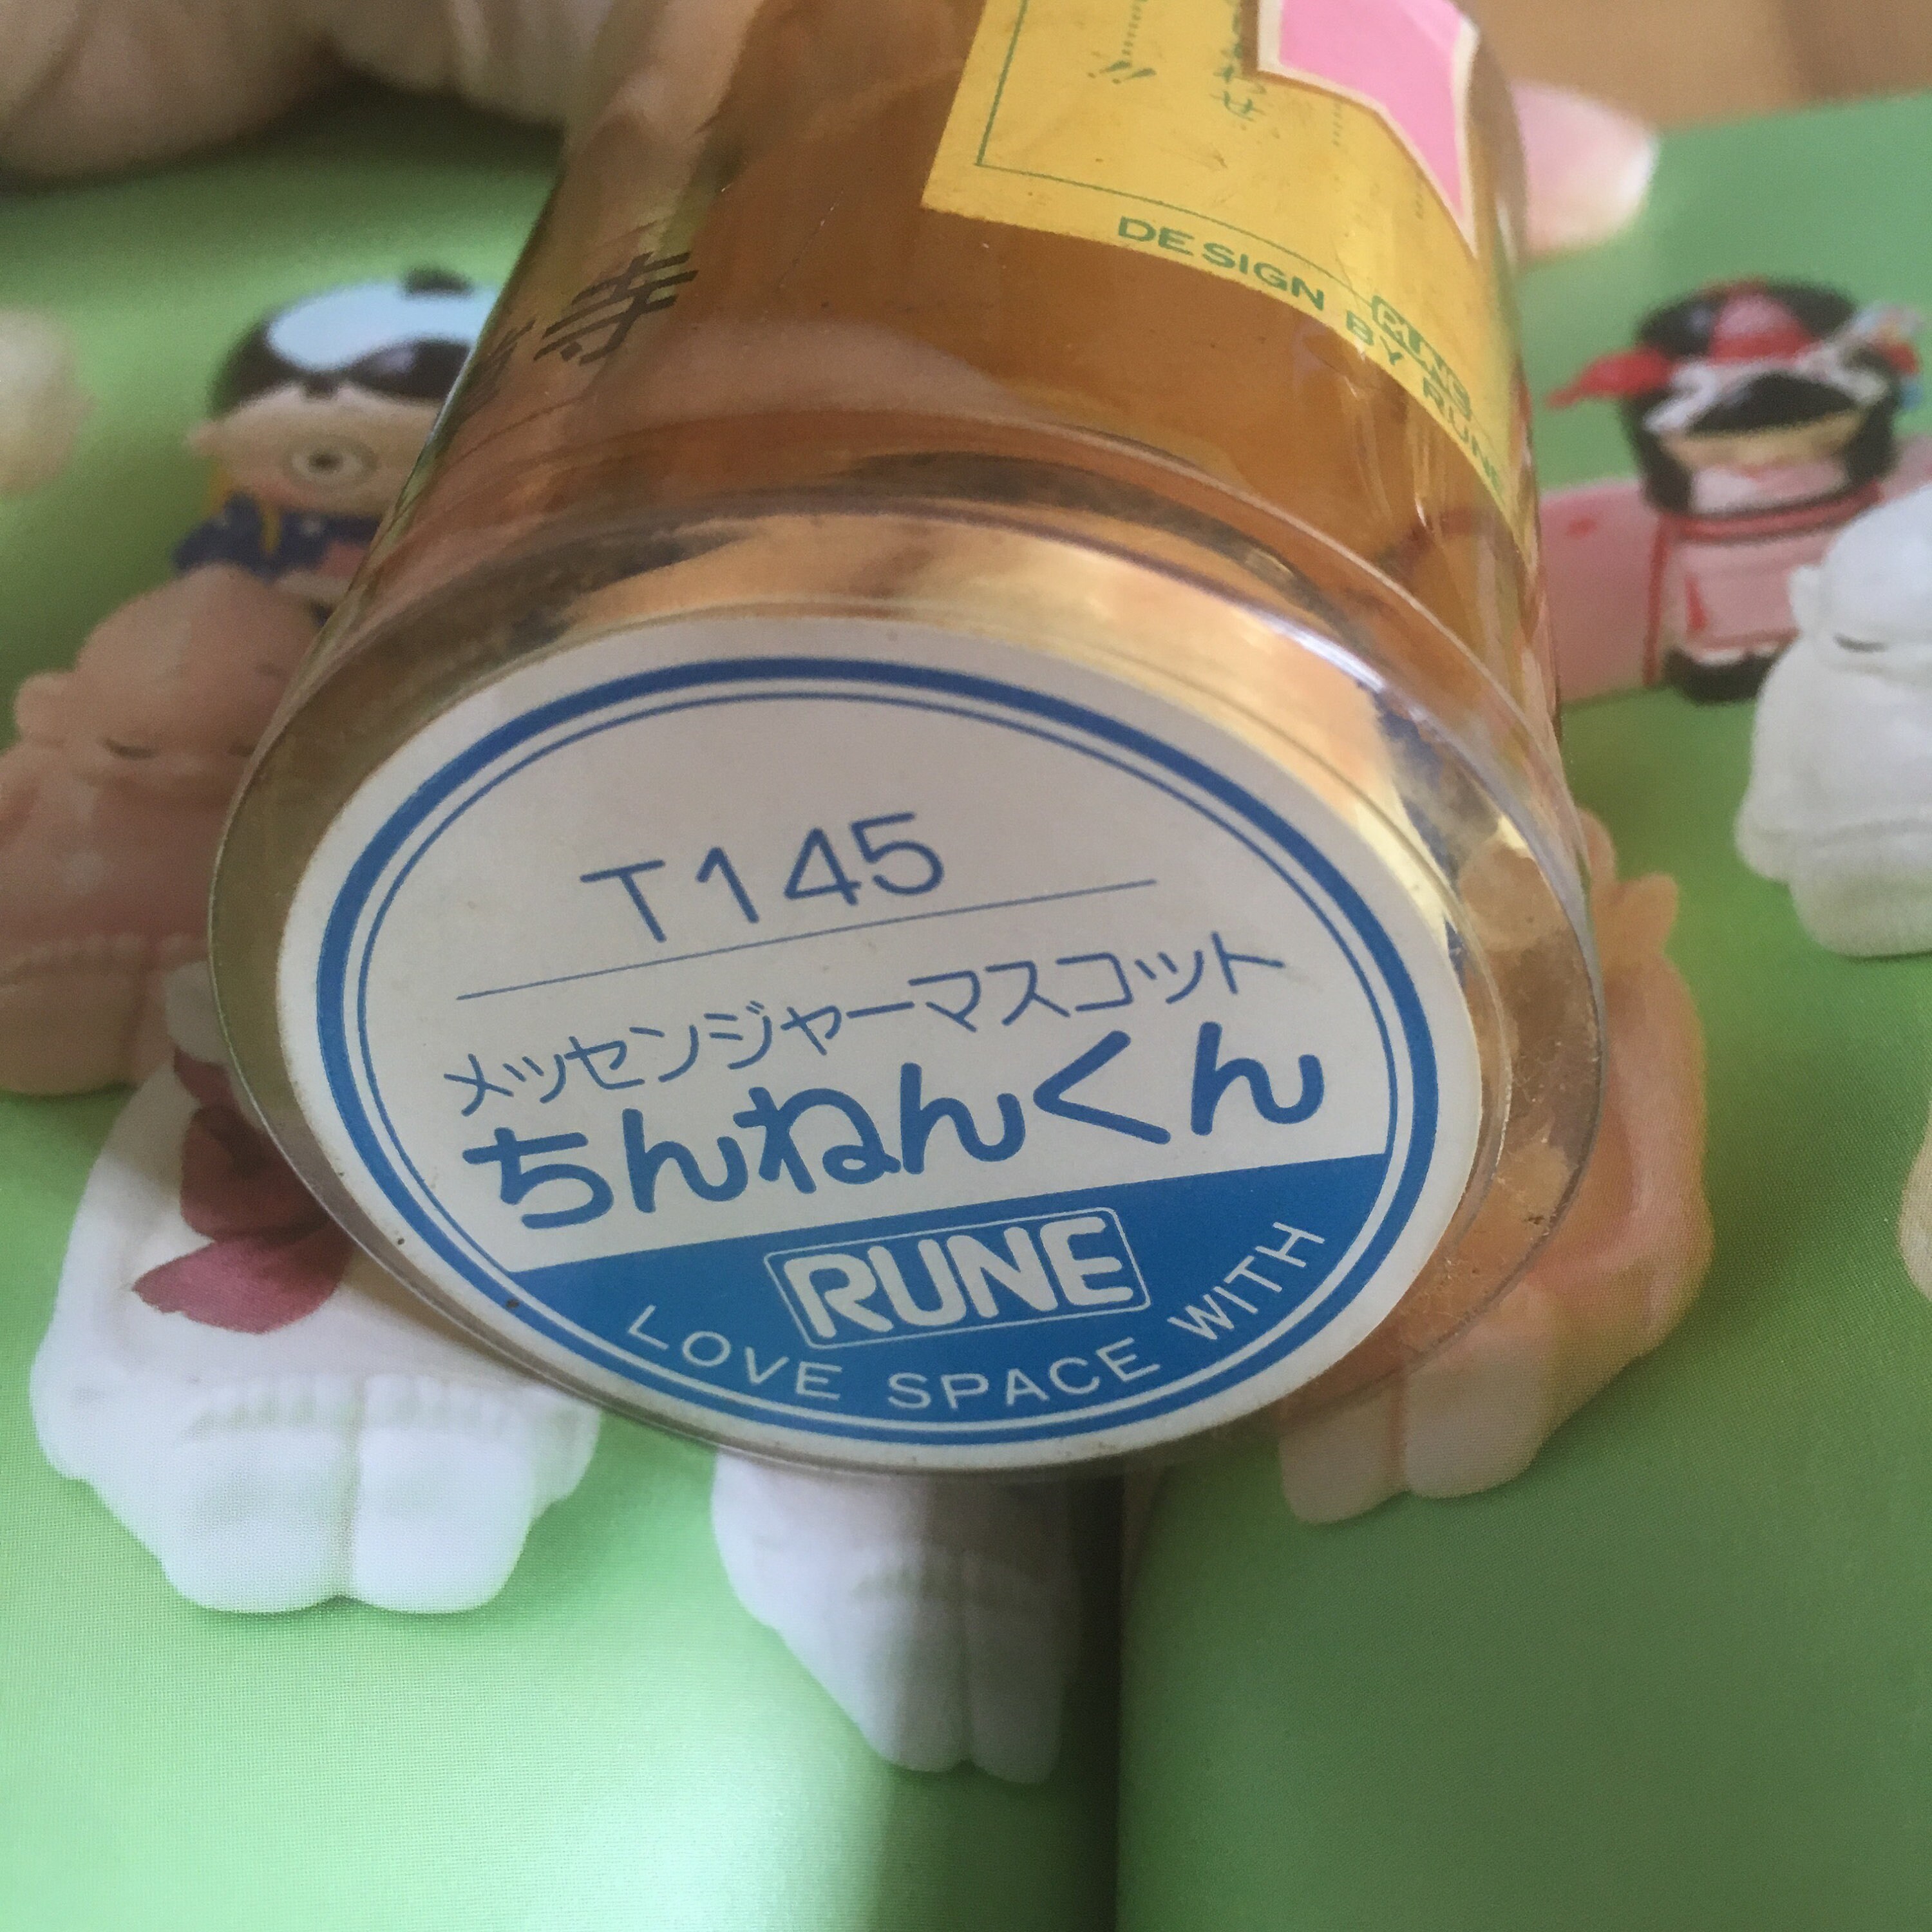 寺
DESIGN BY RUNE
T145
メッセンジャーマスコット
ちんねんくん
RUNE
LOVE SPACE WITH